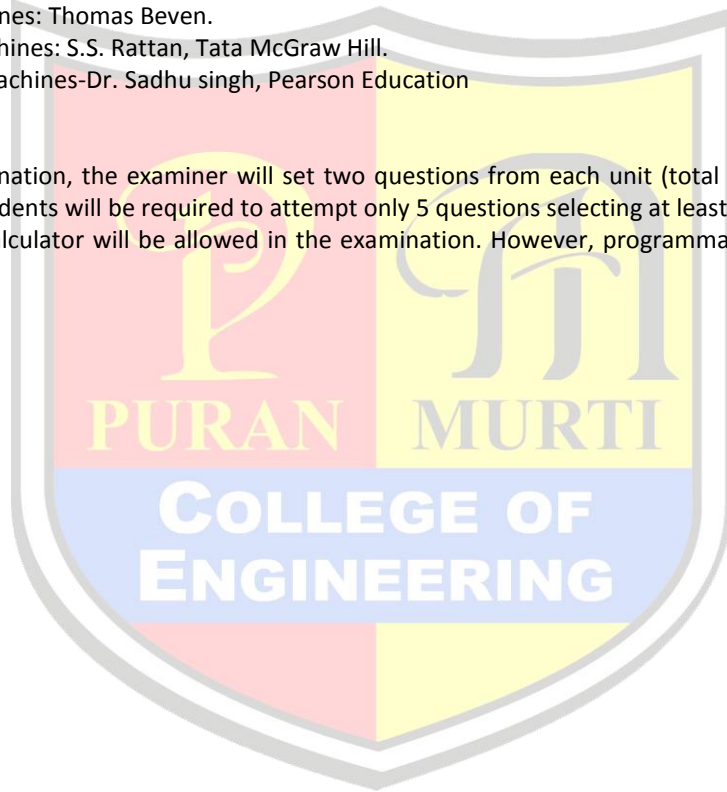 nes: Thomas Beven.
hines: S.S. Rattan, Tata McGraw Hill.
achines-Dr. Sadhu singh, Pearson Education
nation, the examiner will set two questions from each unit (total
dents will be required to attempt only 5 questions selecting at least
lculator will be allowed in the examination. However, programma
P m
PURAN MURTI
COLLEGE OF
ENGINEERING